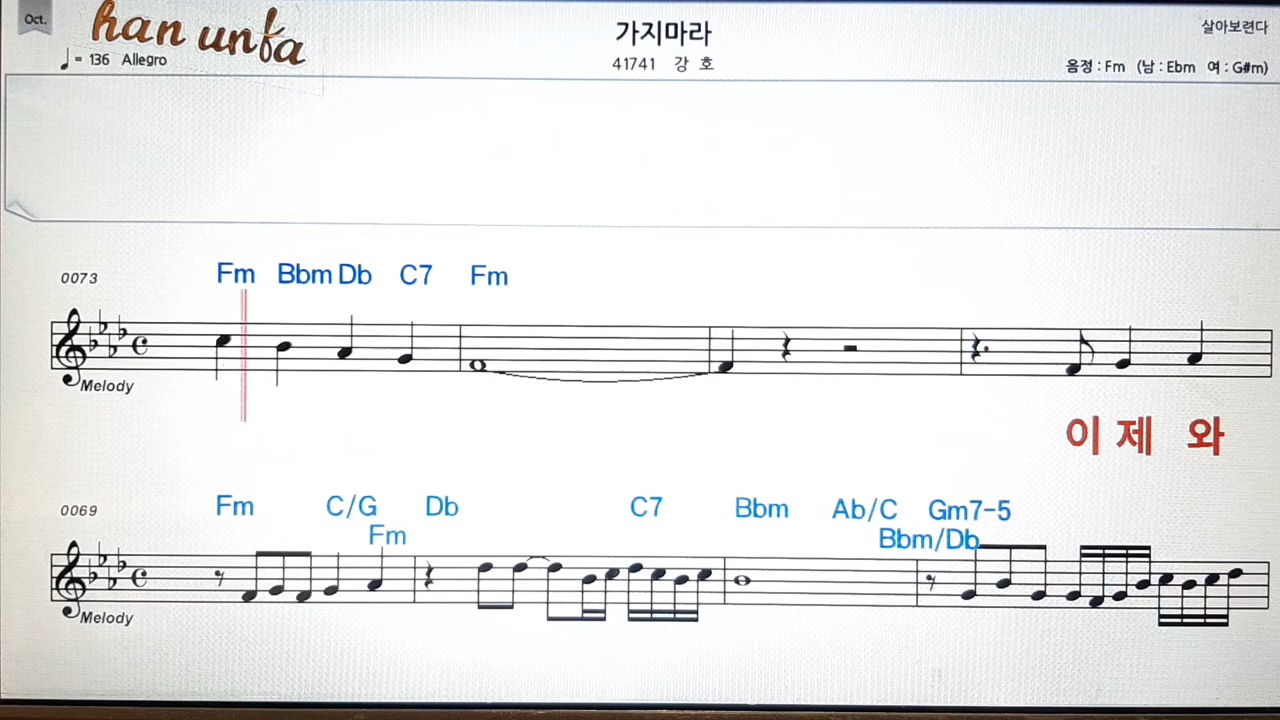 Oct.
han unfa
가지마라
살아보련다
♩= 136 Allegro
41741 강 호
음정 : Fm (남 : Ebm 여 : G#m)
0073
Fm Bbm Db C7 Fm
Melody
이 제 와
0069
Fm C/G Db C7 Bbm Ab/C Gm7-5
Fm Bbm/Db
Melody